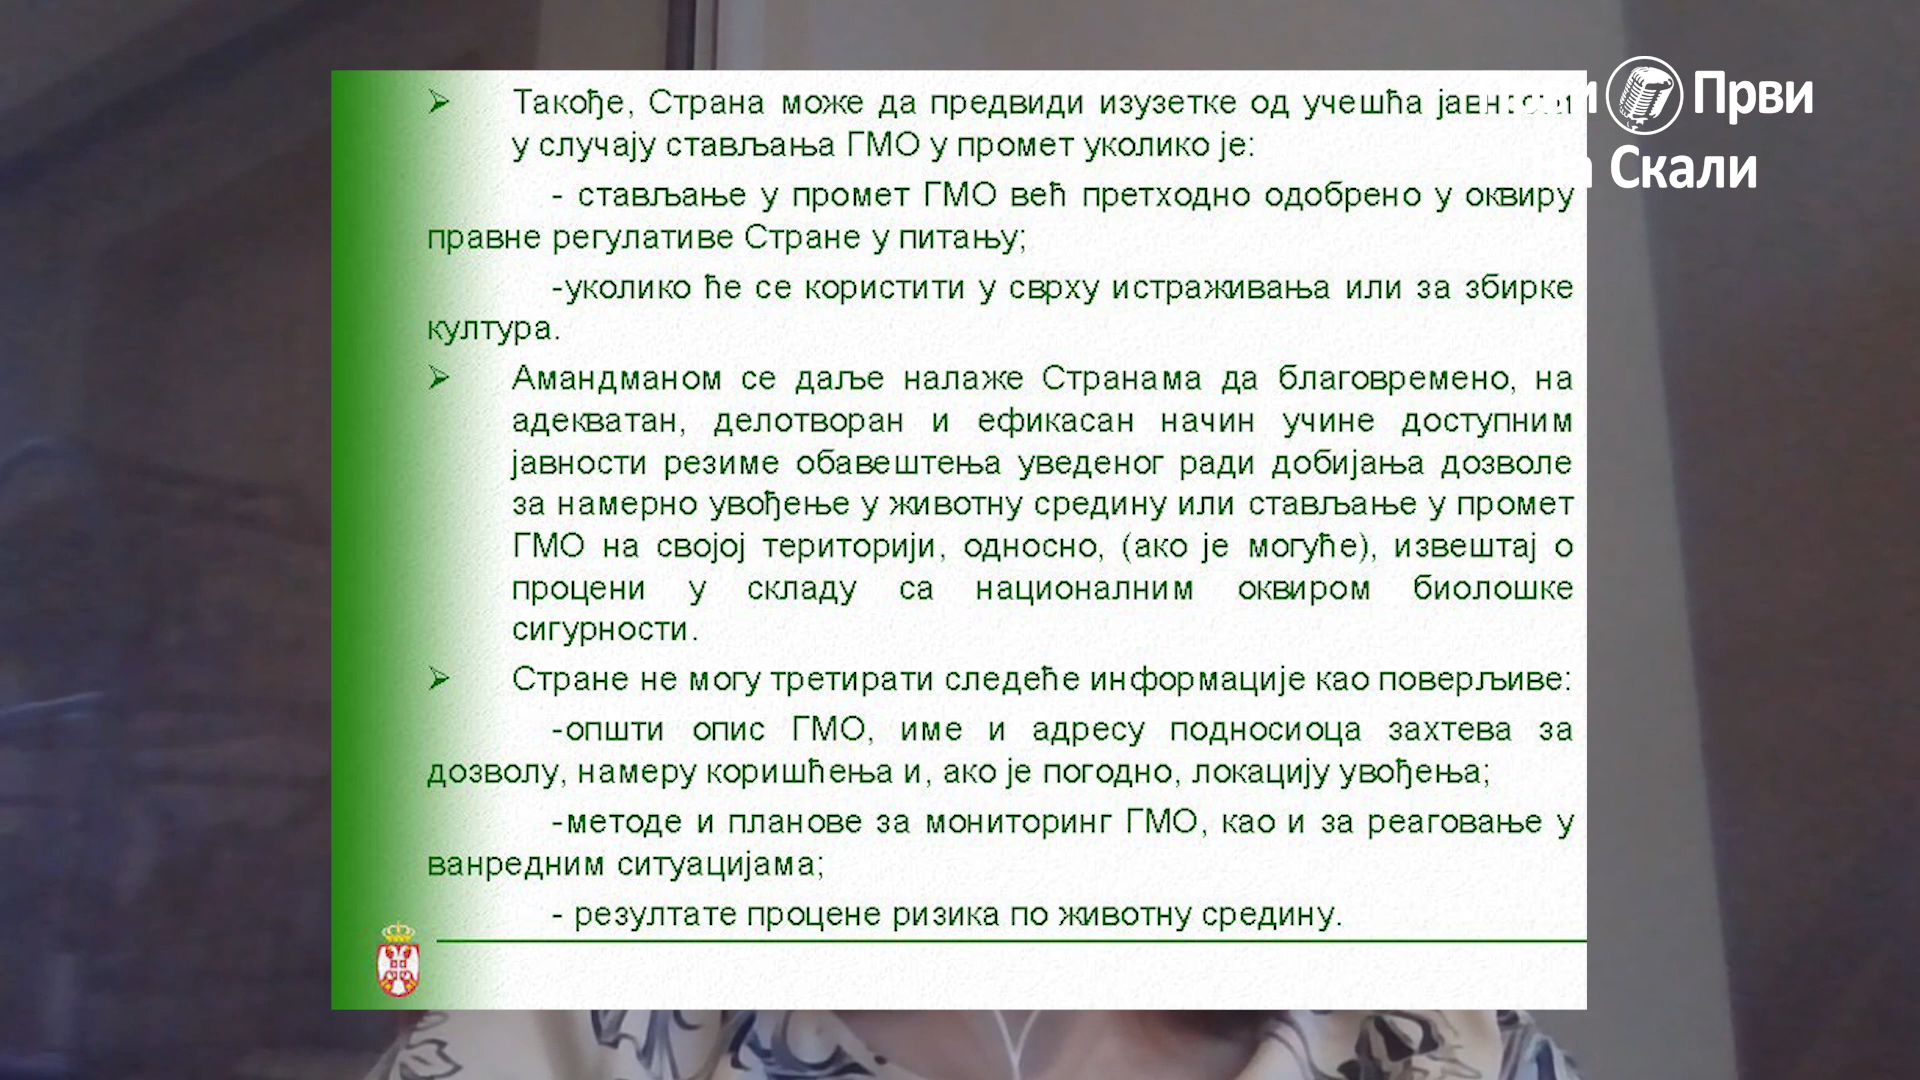 Такође, Страна може да предвиди изузетке од учешћа јавности
у случају стављања ГМО у промет уколико је:
- стављање у промет ГМО већ претходно одобрено у оквиру
правне регулативе Стране у питању;
-уколико ће се користити у сврху истраживања или за збирке
култура.
Амандманом се даље налаже Странама да благовремено, на
адекватан, делотворан и ефикасан начин учине доступним
јавности резиме обавештења уведеног ради добијања дозволе
за намерно увођење у животну средину или стављање у промет
ГМО на својој територији, односно, (ако је могуће), извештај о
процени у складу са националним оквиром биолошке
сигурности.
Стране не могу третирати следеће информације као поверљиве:
-општи опис ГМО, име и адресу подносиоца захтева за
дозволу, намеру коришћења и, ако је погодно, локацију увођења;
-методе и планове за мониторинг ГМО, као и за реаговање у
ванредним ситуацијама;
- резултате процене ризика по животну средину.
Први
Скали